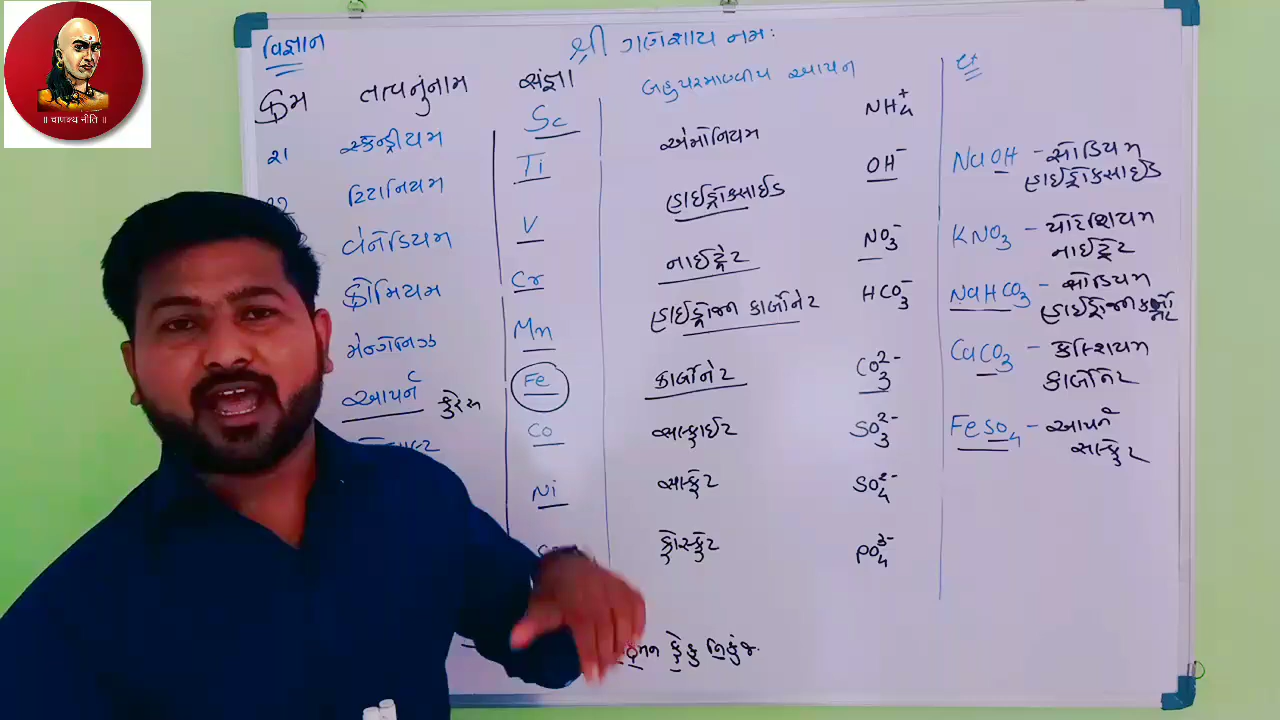 ॥ चाणक्य नीति ॥
વિજ્ઞાન
શ્રી ગણેશાય નમઃ
ક્રમ તત્વનુંનામ સંજ્ઞા
બહુપરમાણ્વીય આયન
21 સ્કેન્ડીયમ Sc
22 ટિટાનિયમ Ti
વેનેડિયમ V
ક્રોમિયમ Cr
મેન્ગેનિઝ Mn
આયર્ન ફેરસ Fe
Co
Ni
એમોનિયમ NH4+
હાઈડ્રોક્સાઈડ OH-
નાઈટ્રેટ NO3-
હાઈડ્રોજન કાર્બોનેટ HCO3-
કાર્બોનેટ CO3 2-
સલ્ફાઈટ SO3 2-
સલ્ફેટ SO4 2-
ફોસ્ફેટ PO4 3-
NaOH - સોડિયમ
હાઈડ્રોક્સાઈડ
KNO3 - પોટેશિયમ
નાઈટ્રેટ
NaHCO3 - સોડિયમ
હાઈડ્રોજન કાર્બોનેટ
CaCO3 - કેલ્શિયમ
કાર્બોનેટ
FeSO4 - આયર્ન
સલ્ફેટ
ફેકુ નિકુંજ.